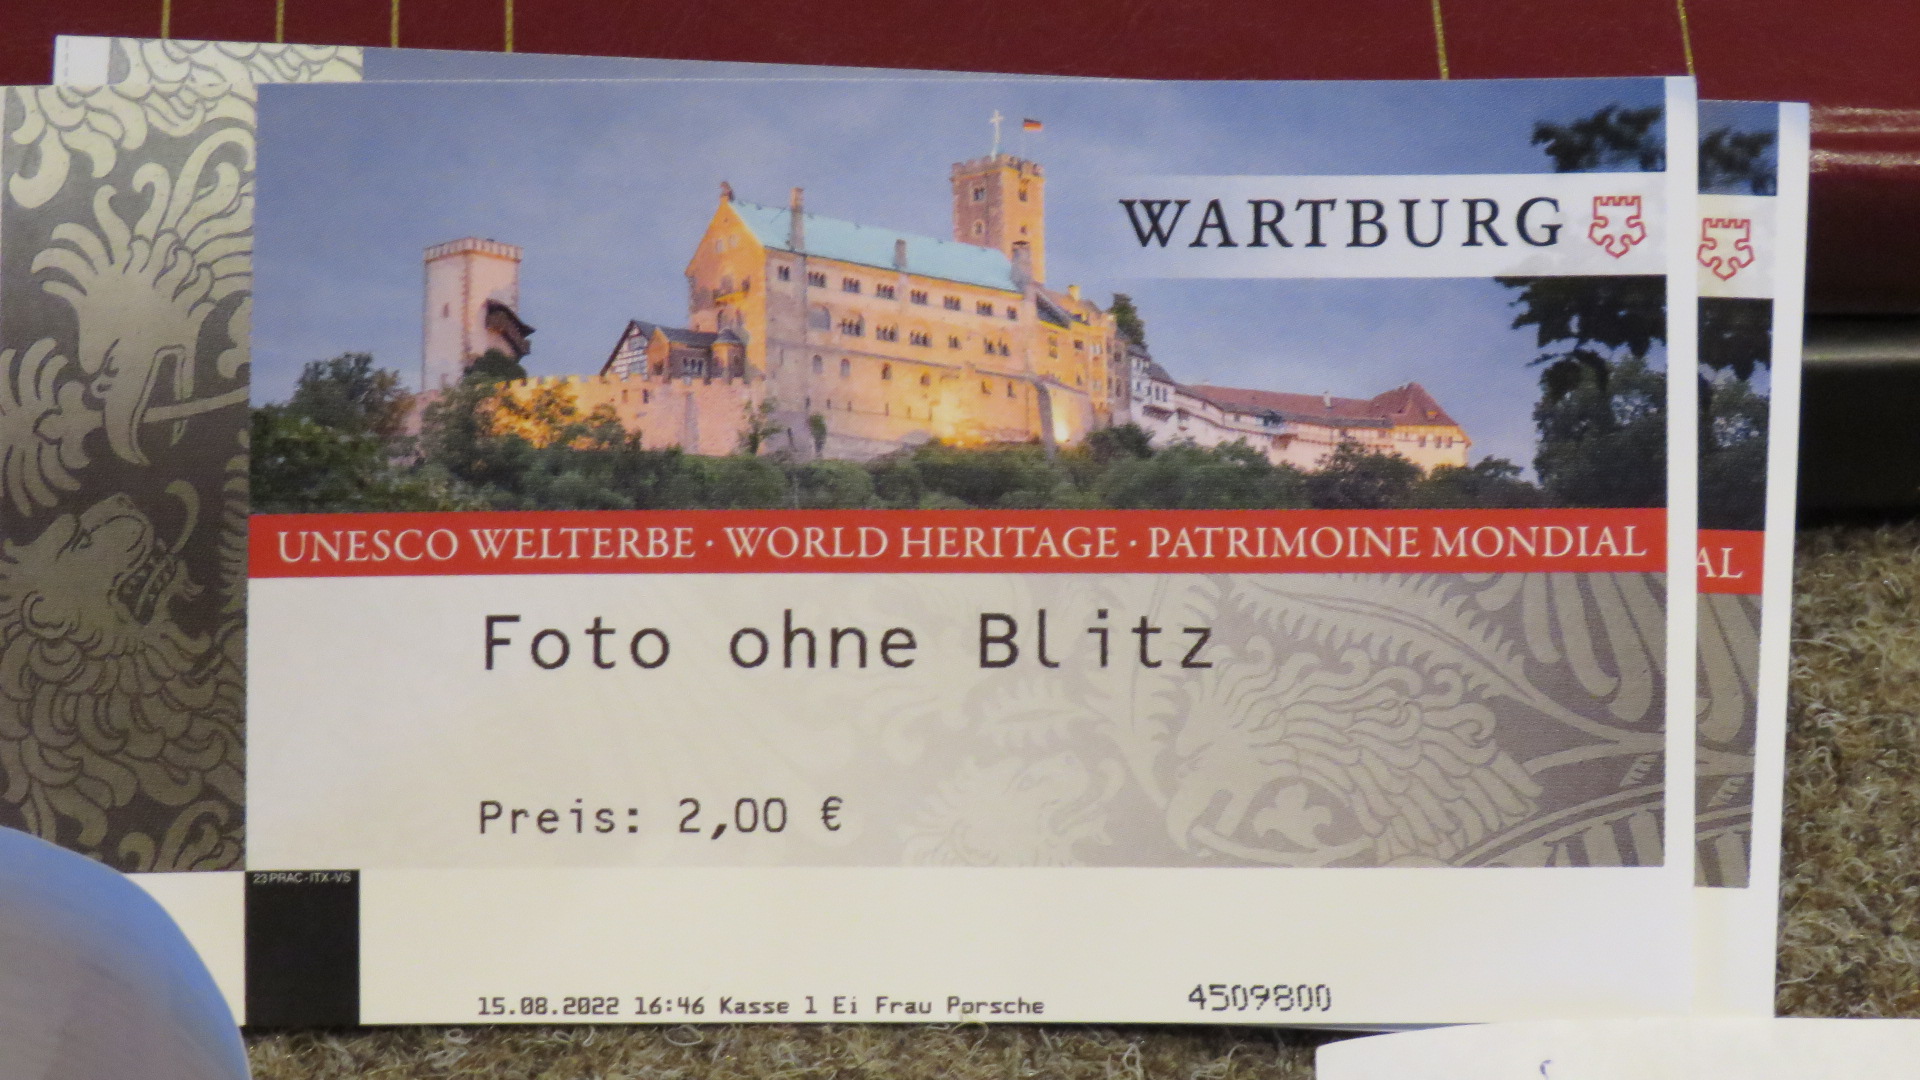 WARTBURG
UNESCO WELTERBE · WORLD HERITAGE · PATRIMOINE MONDIAL
AL
Foto ohne Blitz
Preis: 2,00 €
23PRAC-ITX-VS
15.08.2022 16:46 Kasse 1 Ei Frau Porsche
4509800